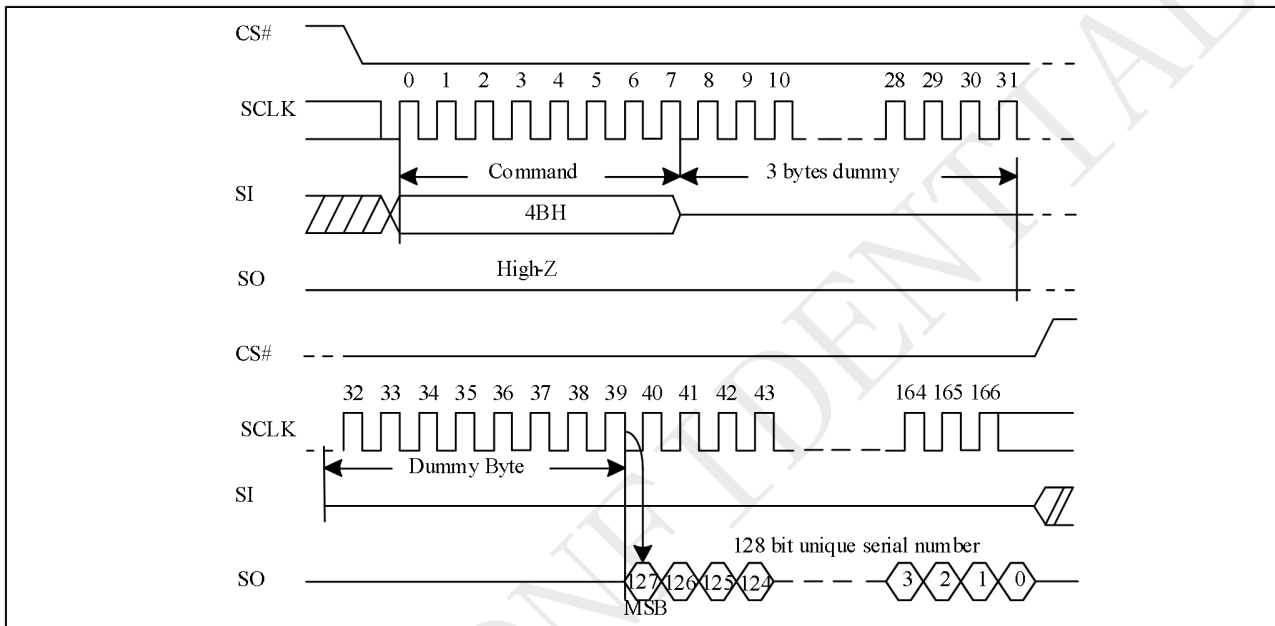 CS#
0 1 2 3 4 5 6 7 8 9 10 28 29 30 31
SCLK
Command 3 bytes dummy
SI
4BH
High-Z
SO
CS#
32 33 34 35 36 37 38 39 40 41 42 43 164 165 166
SCLK
Dummy Byte
SI
128 bit unique serial number
SO 127 126 125 124 3 2 1 0
MSB